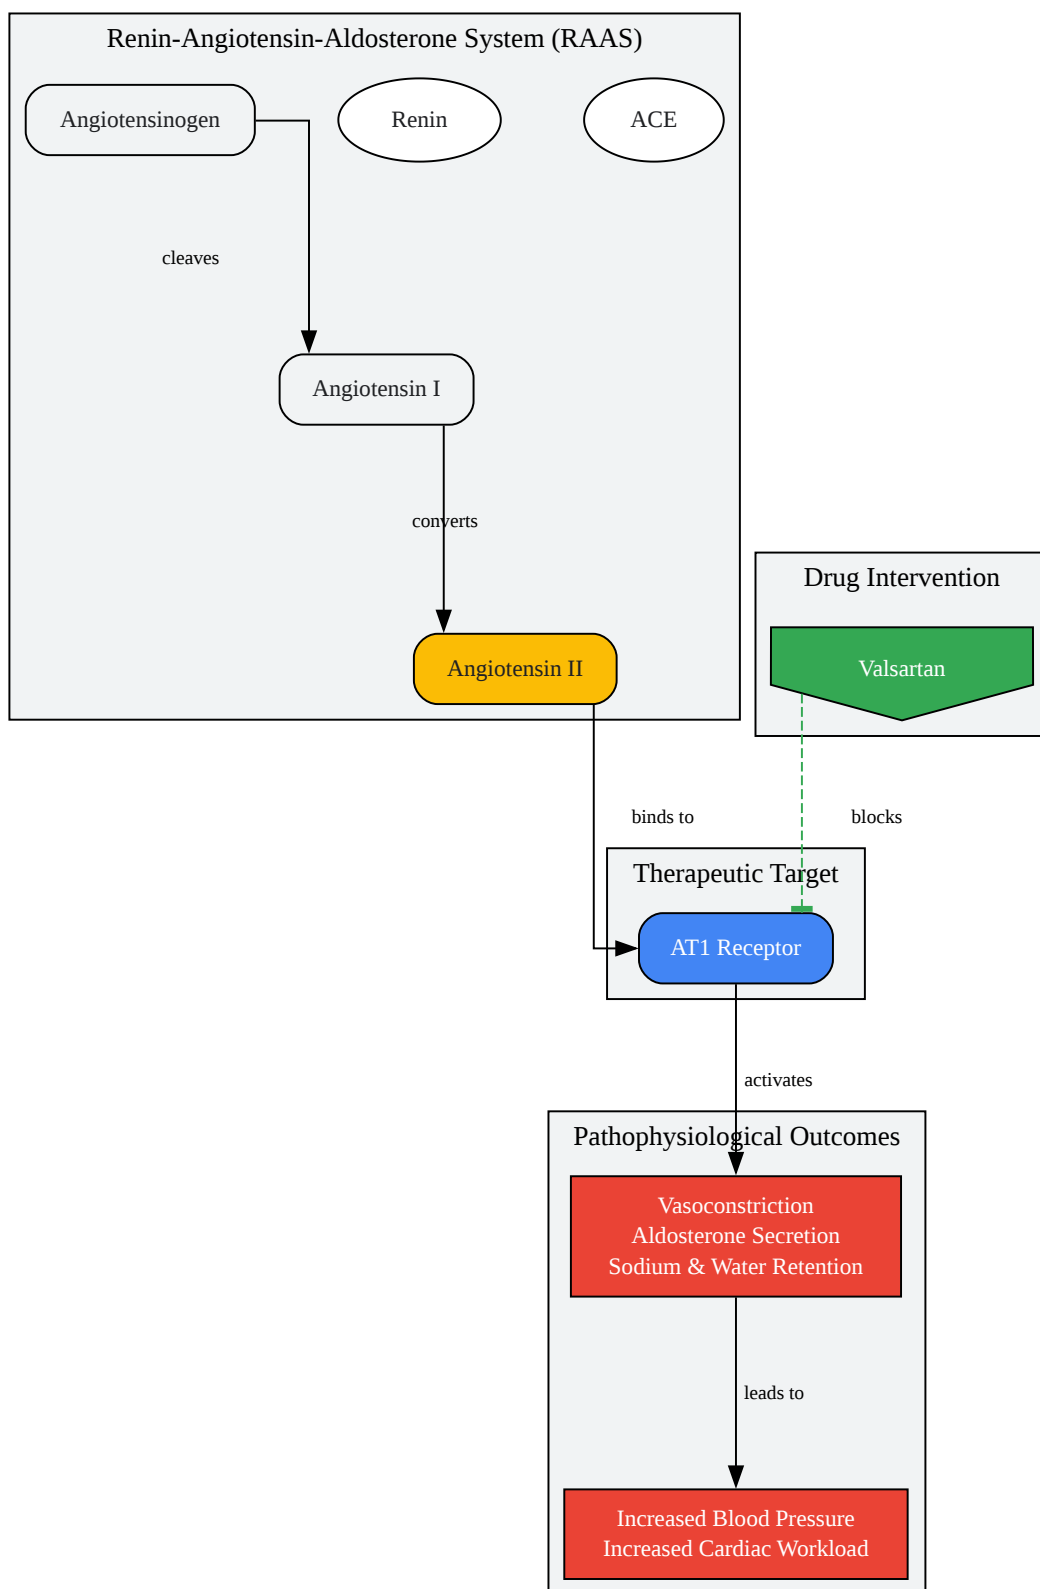 Renin-Angiotensin-Aldosterone System (RAAS)
Angiotensinogen
Renin
ACE
cleaves
Angiotensin I
converts
Drug Intervention
Angiotensin II
Valsartan
binds to
blocks
Therapeutic Target
AT1 Receptor
activates
Pathophysiological Outcomes
Vasoconstriction
Aldosterone Secretion
Sodium & Water Retention
leads to
Increased Blood Pressure
Increased Cardiac Workload